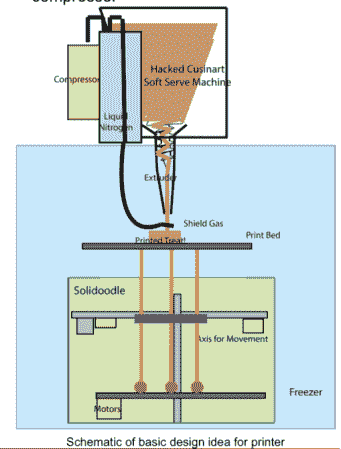 compressor
Hacked Cusinart
Compressor
Soft Serve Machine
Liquid
Nitrogen
Extruder
Shield Gas
Print Bed
Printed Treat!
Solidoodle
Axis for Movement
Freezer
Motors
Schematic of basic design idea for printer